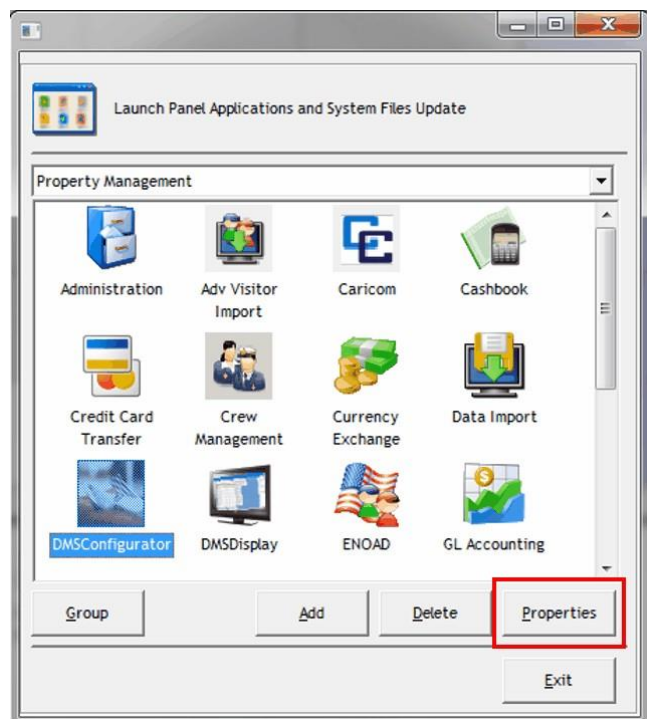 Launch Panel Applications and System Files Update
Property Management
Administration
Adv Visitor
Import
Caricom
Cashbook
Credit Card
Transfer
Crew
Management
Currency
Exchange
Data Import
DMSConfigurator
DMSDisplay
ENOAD
GL Accounting
Group
Add
Delete
Properties
Exit